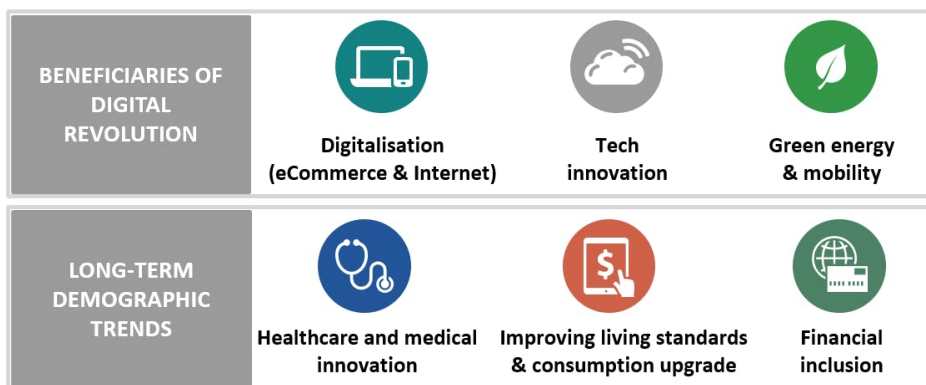 BENEFICIARIES OF
DIGITAL
REVOLUTION
Digitalisation
(eCommerce & Internet)
Tech
innovation
Green energy
& mobility
LONG-TERM
DEMOGRAPHIC
TRENDS
$
Healthcare and medical
innovation
Improving living standards
& consumption upgrade
Financial
inclusion